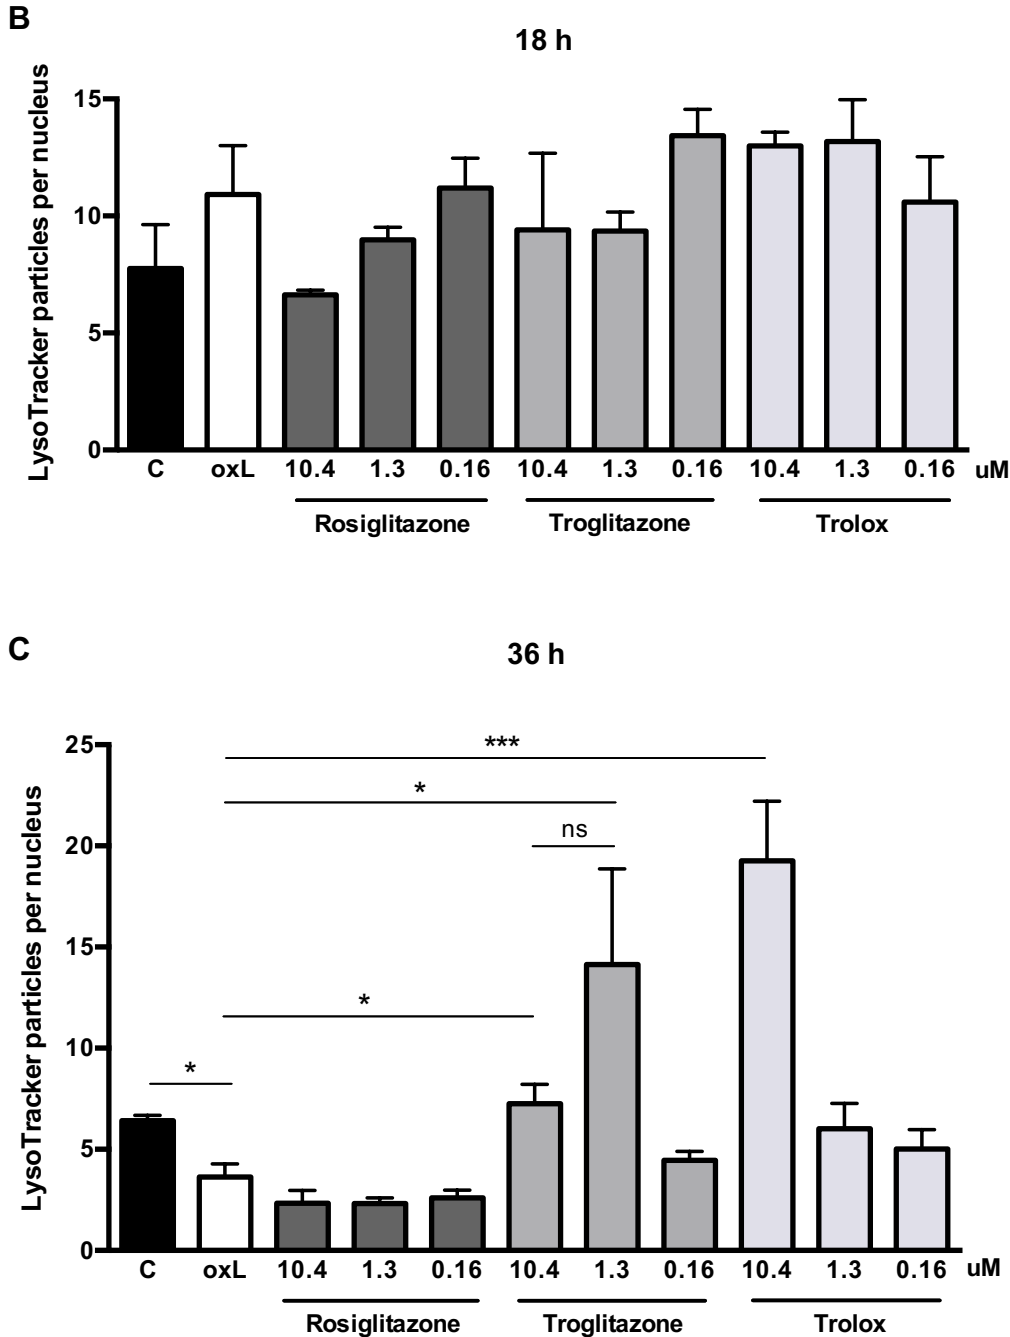 B
18 h
LysoTracker particles per nucleus
15
10
5
0
C oxL 10.4 1.3 0.16 10.4 1.3 0.16 10.4 1.3 0.16 uM
Rosiglitazone Troglitazone Trolox
C
36 h
LysoTracker particles per nucleus
25
20
15
10
5
0
***
*
ns
*
*
C oxL 10.4 1.3 0.16 10.4 1.3 0.16 10.4 1.3 0.16 uM
Rosiglitazone Troglitazone Trolox